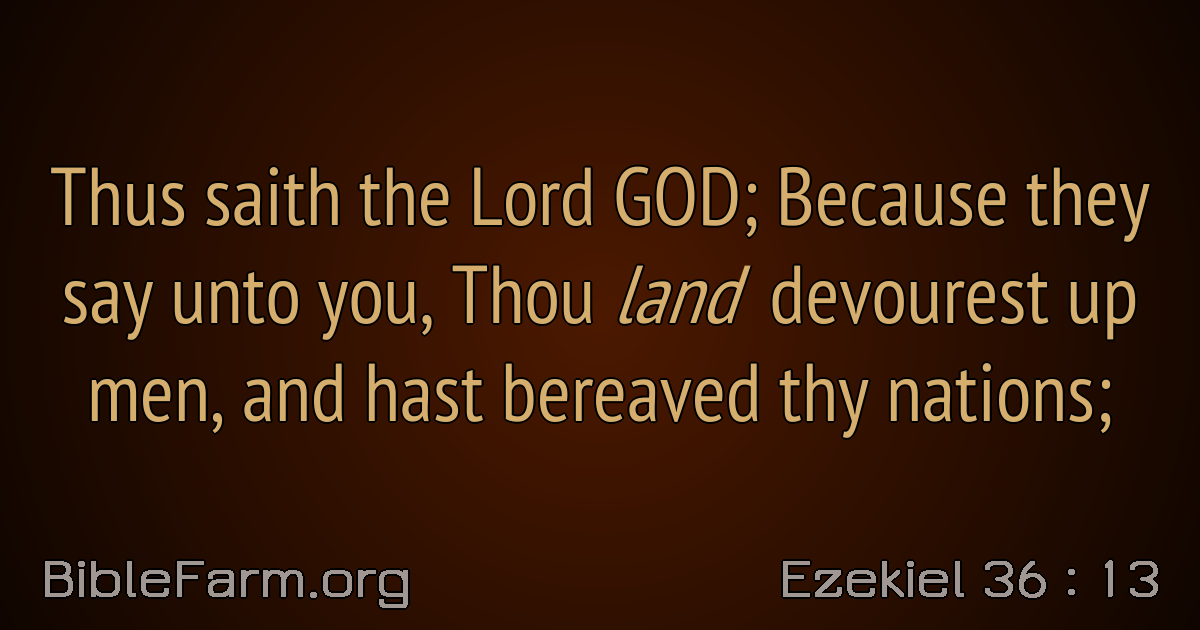 Thus saith the Lord GOD; Because they
say unto you, Thou land devourest up
men, and hast bereaved thy nations;
BibleFarm.org
Ezekiel 36 : 13